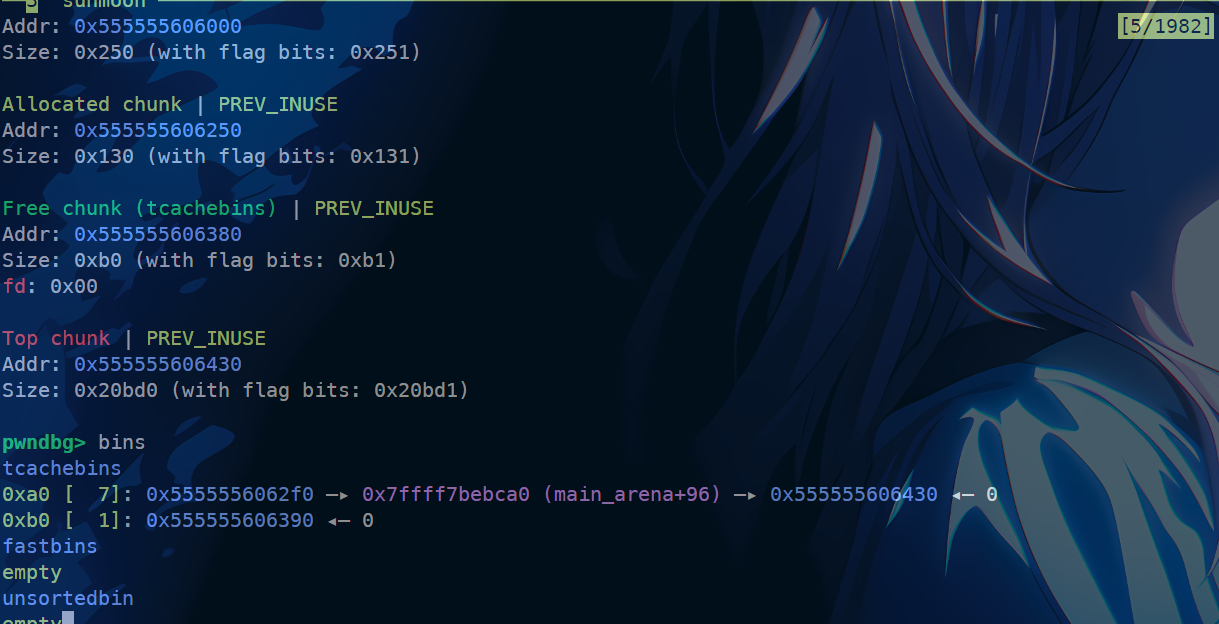 5 sunmoon
[5/1982]
Addr: 0x555555606000
Size: 0x250 (with flag bits: 0x251)
Allocated chunk | PREV_INUSE
Addr: 0x555555606250
Size: 0x130 (with flag bits: 0x131)
Free chunk (tcachebins) | PREV_INUSE
Addr: 0x555555606380
Size: 0xb0 (with flag bits: 0xb1)
fd: 0x00
Top chunk | PREV_INUSE
Addr: 0x555555606430
Size: 0x20bd0 (with flag bits: 0x20bd1)
pwndbg> bins
tcachebins
0xa0 [  7]: 0x5555556062f0 —▸ 0x7ffff7bebca0 (main_arena+96) —▸ 0x555555606430 ◂— 0
0xb0 [  1]: 0x555555606390 ◂— 0
fastbins
empty
unsortedbin
empty